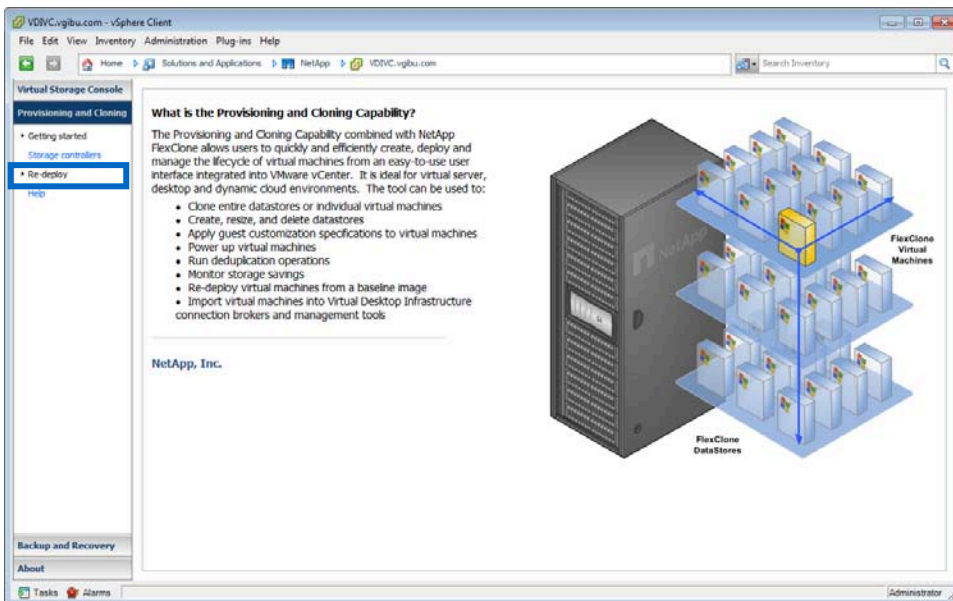 VDIVC.vgibu.com - vSphere Client
File Edit View Inventory Administration Plug-ins Help
Home Solutions and Applications NetApp VDIVC.vgibu.com Search Inventory
Virtual Storage Console
Provisioning and Cloning
Getting started
Storage controllers
Re-deploy
Help
What is the Provisioning and Cloning Capability?
The Provisioning and Cloning Capability combined with NetApp
FlexClone allows users to quickly and efficiently create, deploy and
manage the lifecycle of virtual machines from an easy-to-use user
interface integrated into VMware vCenter. It is ideal for virtual server,
desktop and dynamic cloud environments. The tool can be used to:
• Clone entire datastores or individual virtual machines
• Create, resize, and delete datastores
• Apply guest customization specifications to virtual machines
• Power up virtual machines
• Run deduplication operations
• Monitor storage savings
• Re-deploy virtual machines from a baseline image
• Import virtual machines into Virtual Desktop Infrastructure
connection brokers and management tools
NetApp, Inc.
NetApp
FlexClone
Virtual
Machines
FlexClone
DataStores
Backup and Recovery
About
Tasks Alarms Administrator